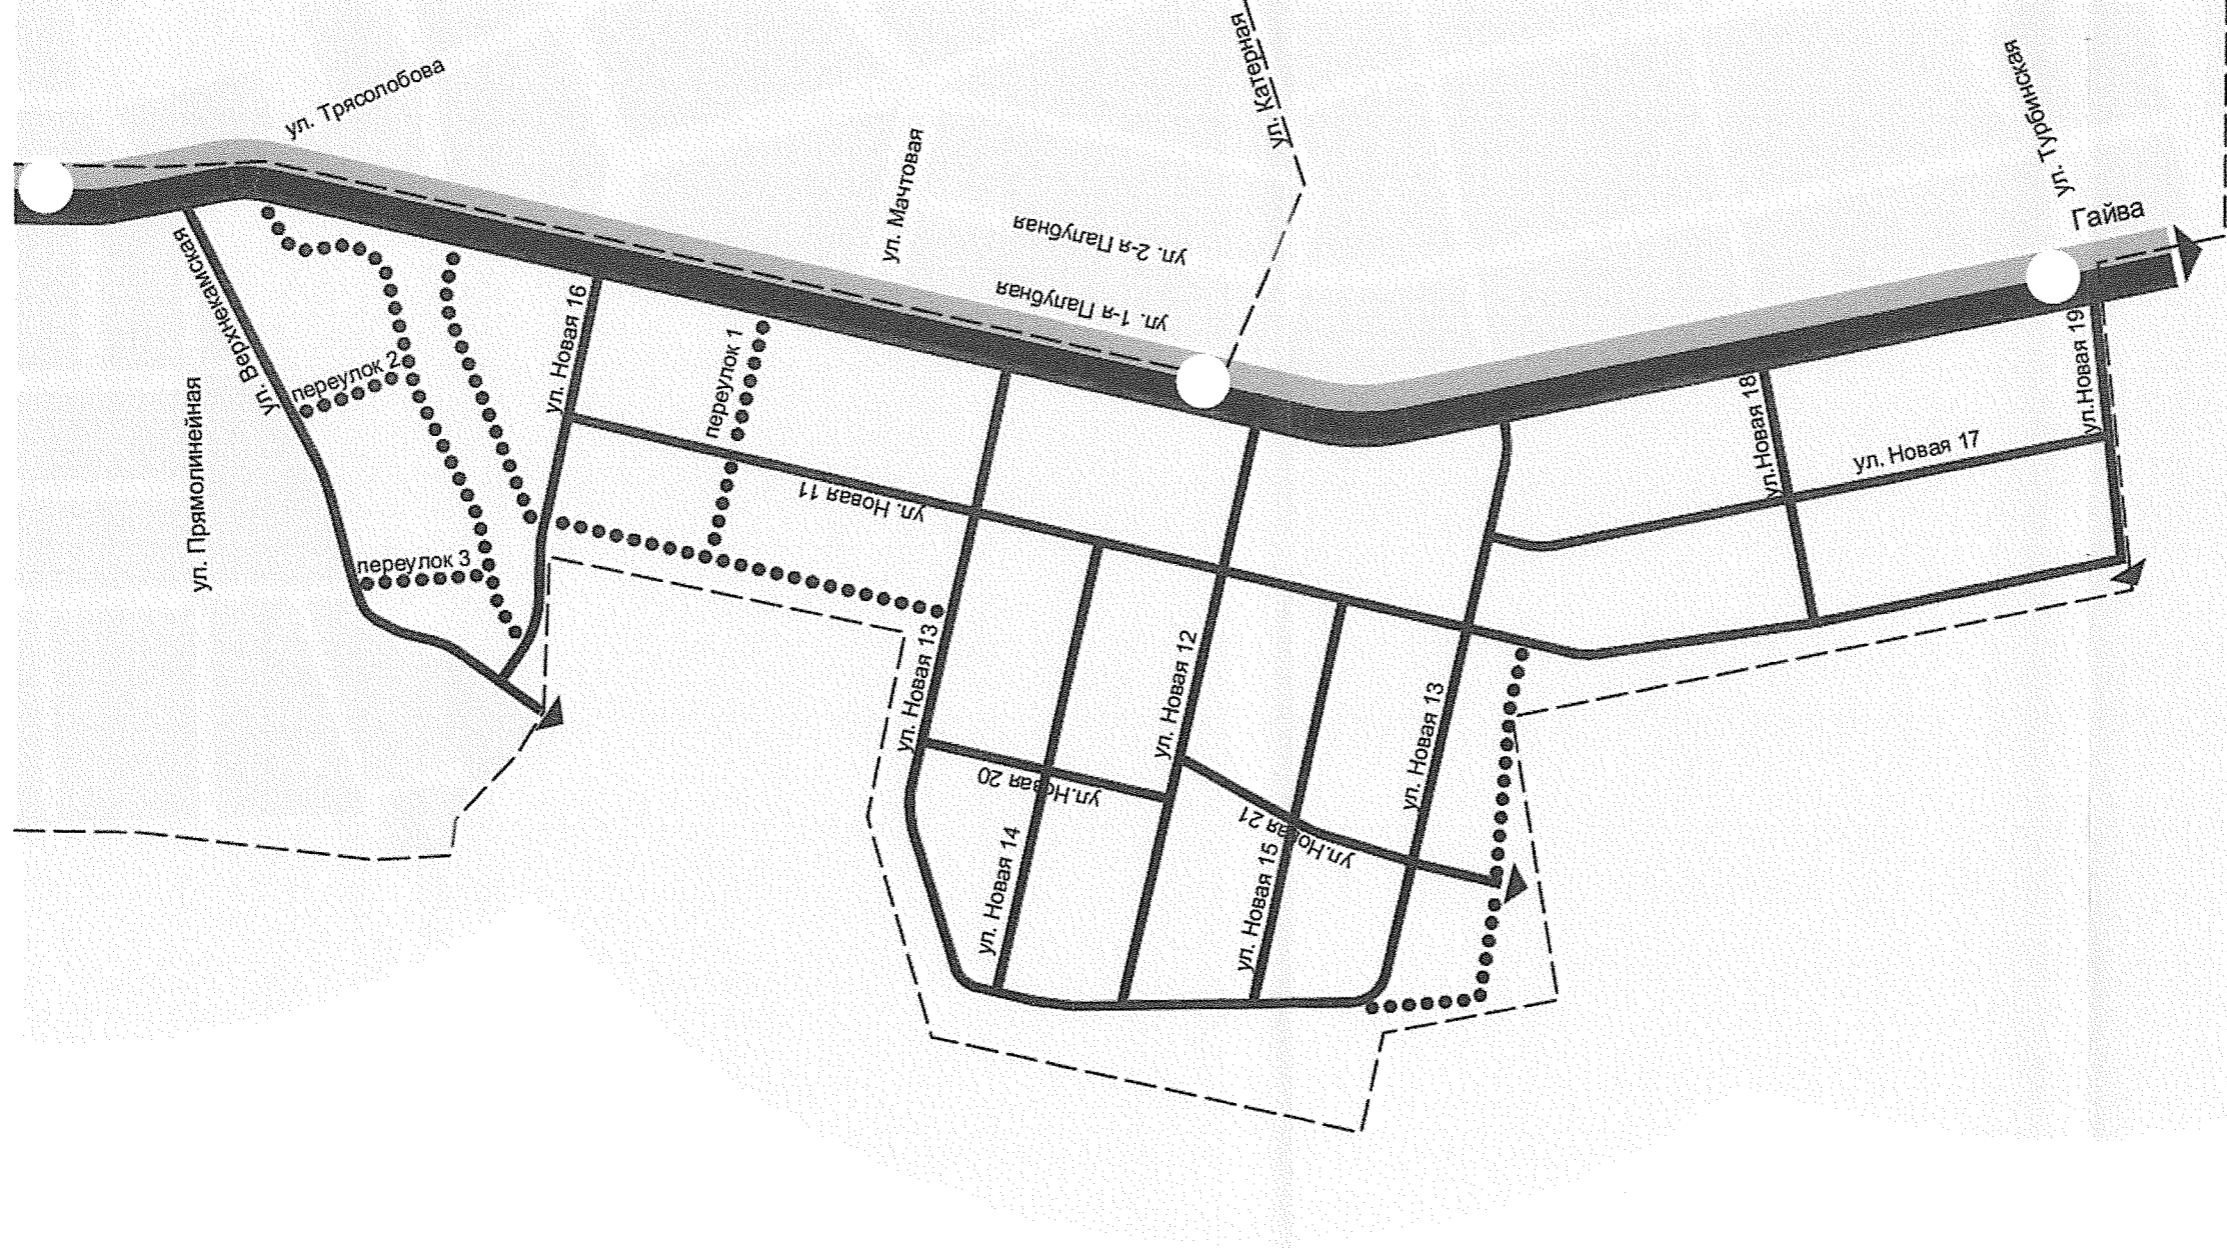 ул. Трясолобова
ул. Катерная
ул. Турбинская
ул. Мачтовая
ул. 2-я Палубная
Гайва
ул. 1-я Палубная
ул. Верхнекамская
ул. Новая 16
переулок 1
переулок 2
ул. Прямолинейная
ул.Новая 18
ул.Новая 19
ул. Новая 17
ул. Новая 11
переулок 3
ул. Новая 13
ул. Новая 12
ул. Новая 13
ул.Новая 20
ул.Новая 21
ул. Новая 14
ул. Новая 15